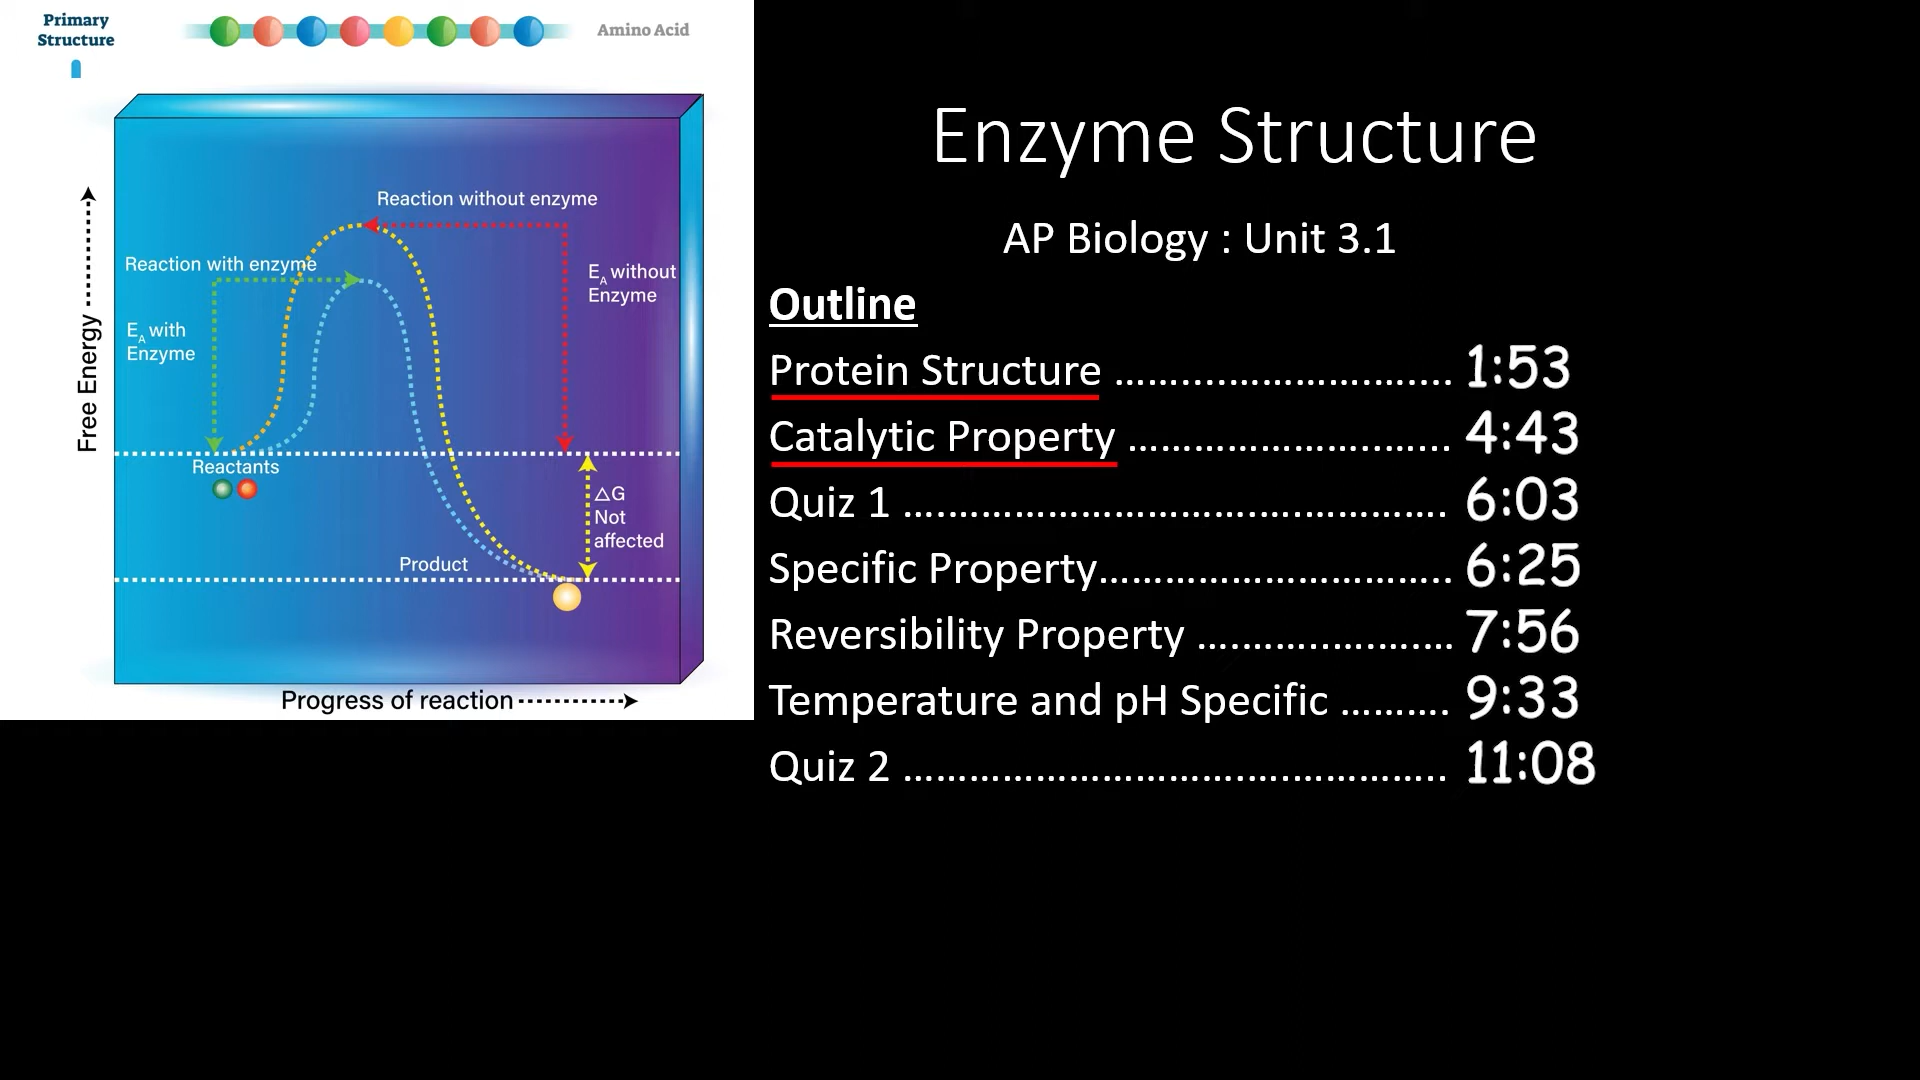 Primary
Structure
Amino Acid
Reaction without enzyme
Reaction with enzyme
EA without
Enzyme
EA with
Enzyme
Free Energy
Reactants
△G
Not
affected
Product
Progress of reaction
Enzyme Structure
AP Biology : Unit 3.1
Outline
Protein Structure ................................ 1:53
Catalytic Property ................................ 4:43
Quiz 1 ................................ 6:03
Specific Property................................ 6:25
Reversibility Property ........................ 7:56
Temperature and pH Specific .......... 9:33
Quiz 2 ................................ 11:08